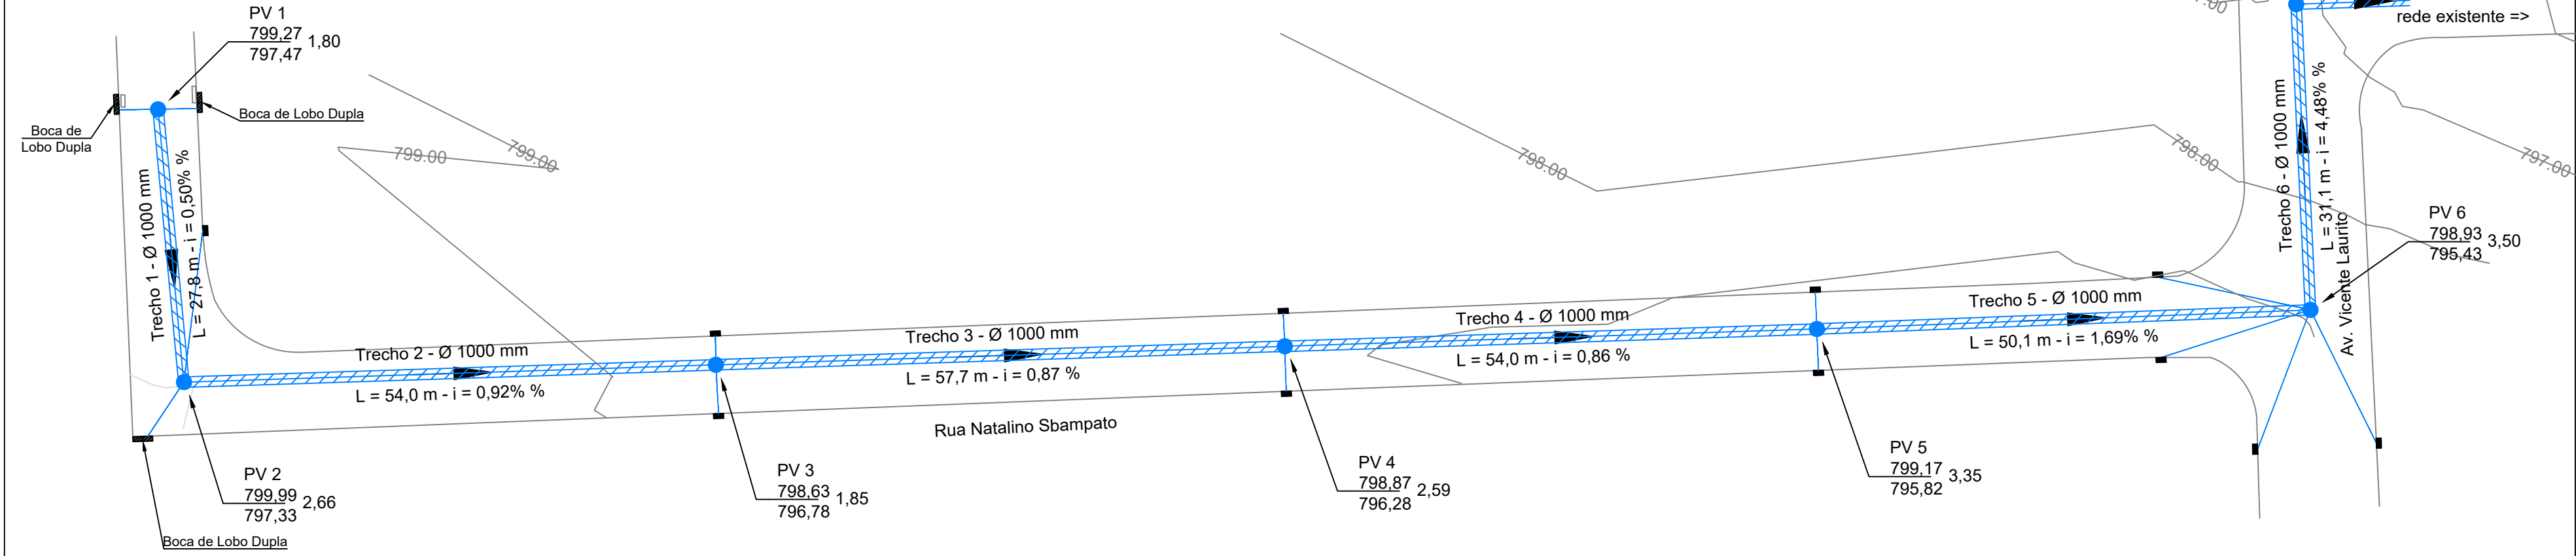 PV 1
799,27
1,80
797,47
Boca de
Lobo Dupla
Boca de Lobo Dupla
Trecho 1 - Ø 1000 mm
L = 27,8 m - i = 0,50% %
799.00
799.00
798.00
798.00
797.00
7.00
rede existente =>
Trecho 6 - Ø 1000 mm
L = 31,1 m - i = 4,48% %
Av. Vicente Laurito
PV 6
798,93
3,50
795,43
Trecho 2 - Ø 1000 mm
L = 54,0 m - i = 0,92% %
Trecho 3 - Ø 1000 mm
L = 57,7 m - i = 0,87 %
Trecho 4 - Ø 1000 mm
L = 54,0 m - i = 0,86 %
Trecho 5 - Ø 1000 mm
L = 50,1 m - i = 1,69% %
Rua Natalino Sbampato
PV 2
799,99
2,66
797,33
Boca de Lobo Dupla
PV 3
798,63
1,85
796,78
PV 4
798,87
2,59
796,28
PV 5
799,17
3,35
795,82